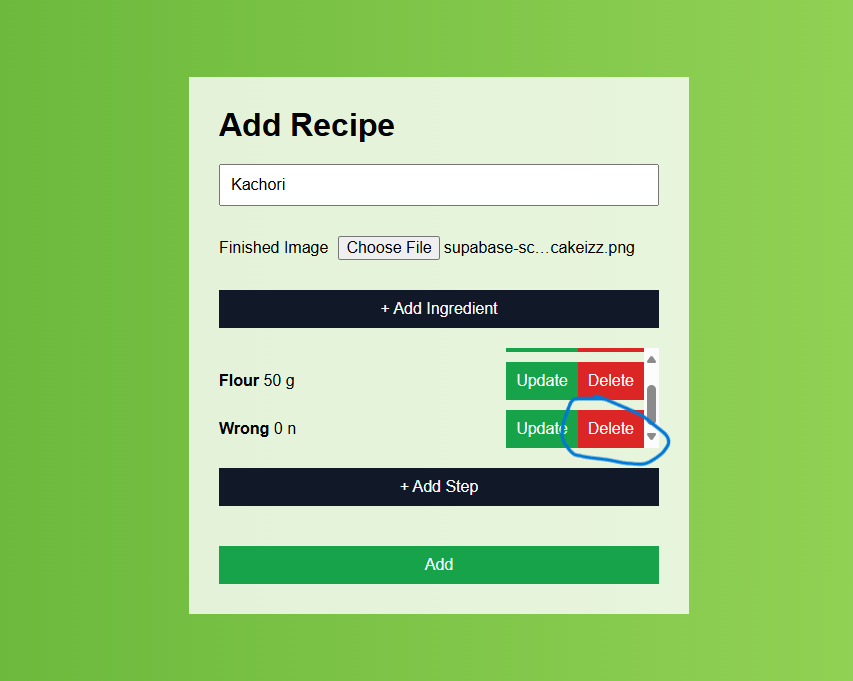 Add Recipe
Kachori
Finished Image Choose File supabase-sc...cakeizz.png
+ Add Ingredient
Flour 50 g Update Delete
Wrong 0 n Update Delete
+ Add Step
Add